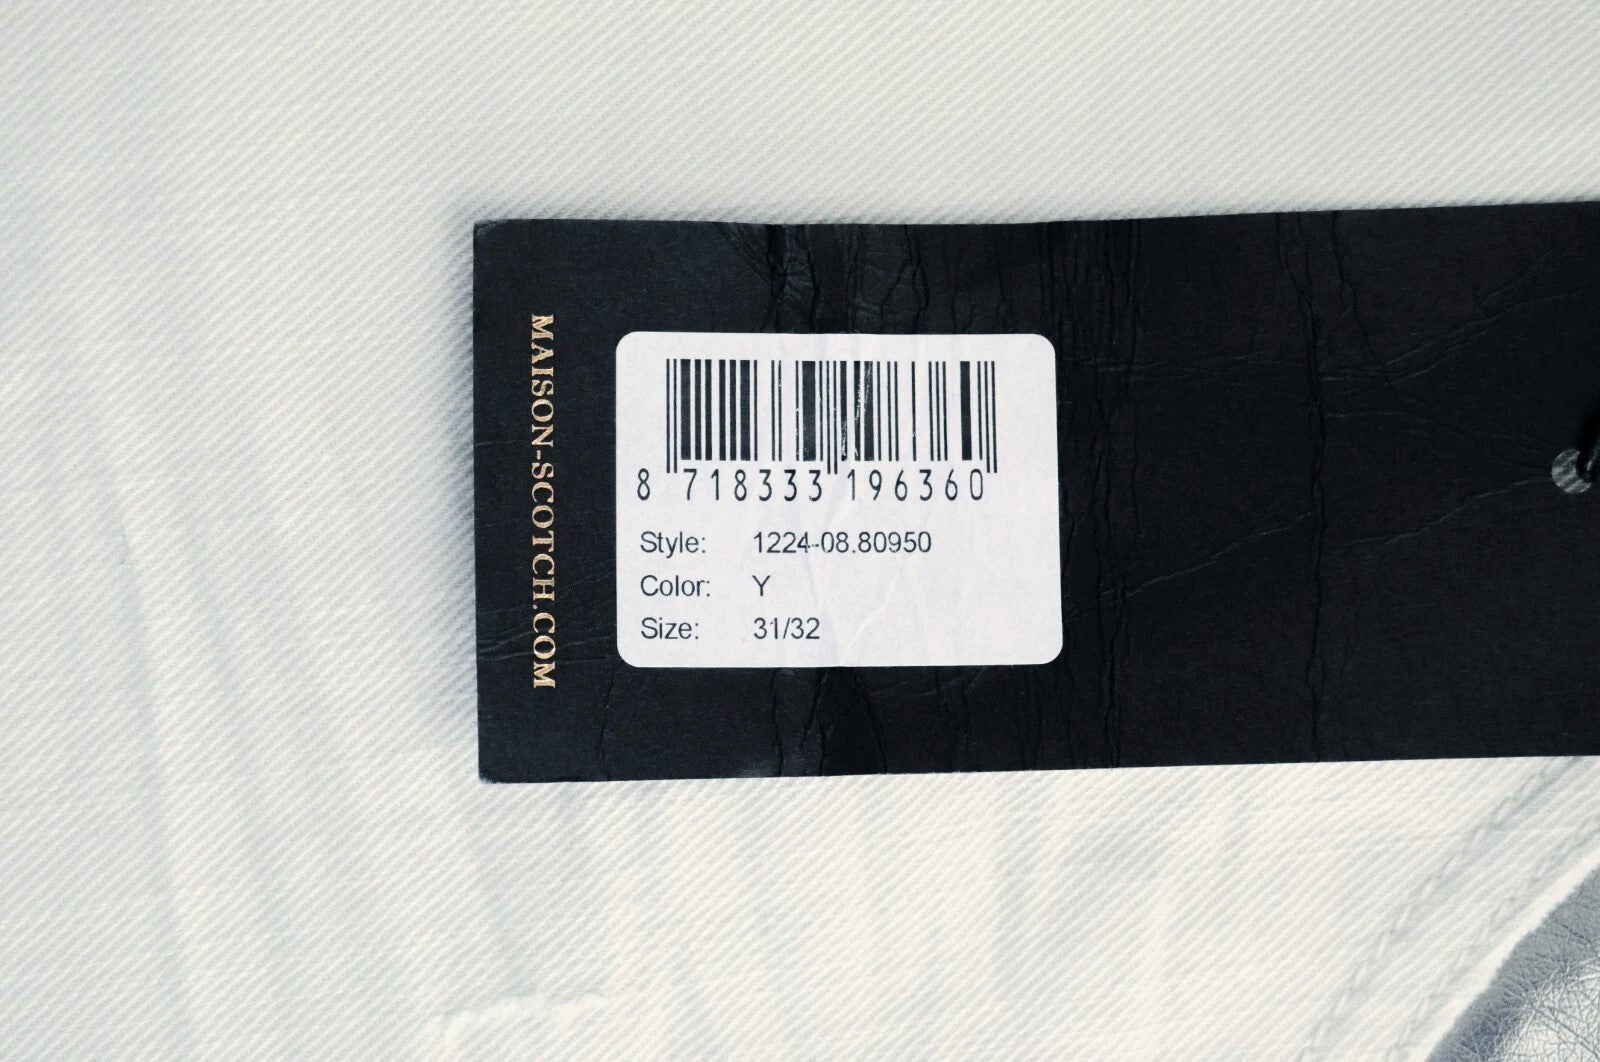 MAISON-SCOTCH.COM
8 718333 196360
Style: 1224-08.80950
Color: Y
Size: 31/32